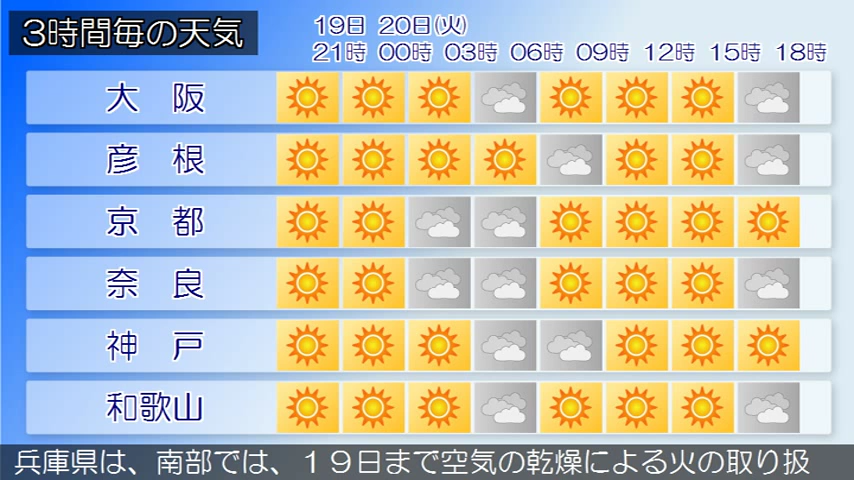 3時間毎の天気
19日 20日(火)
21時 00時 03時 06時 09時 12時 15時 18時
大 阪
彦 根
京 都
奈 良
神 戸
和歌山
兵庫県は、南部では、19日まで空気の乾燥による火の取り扱